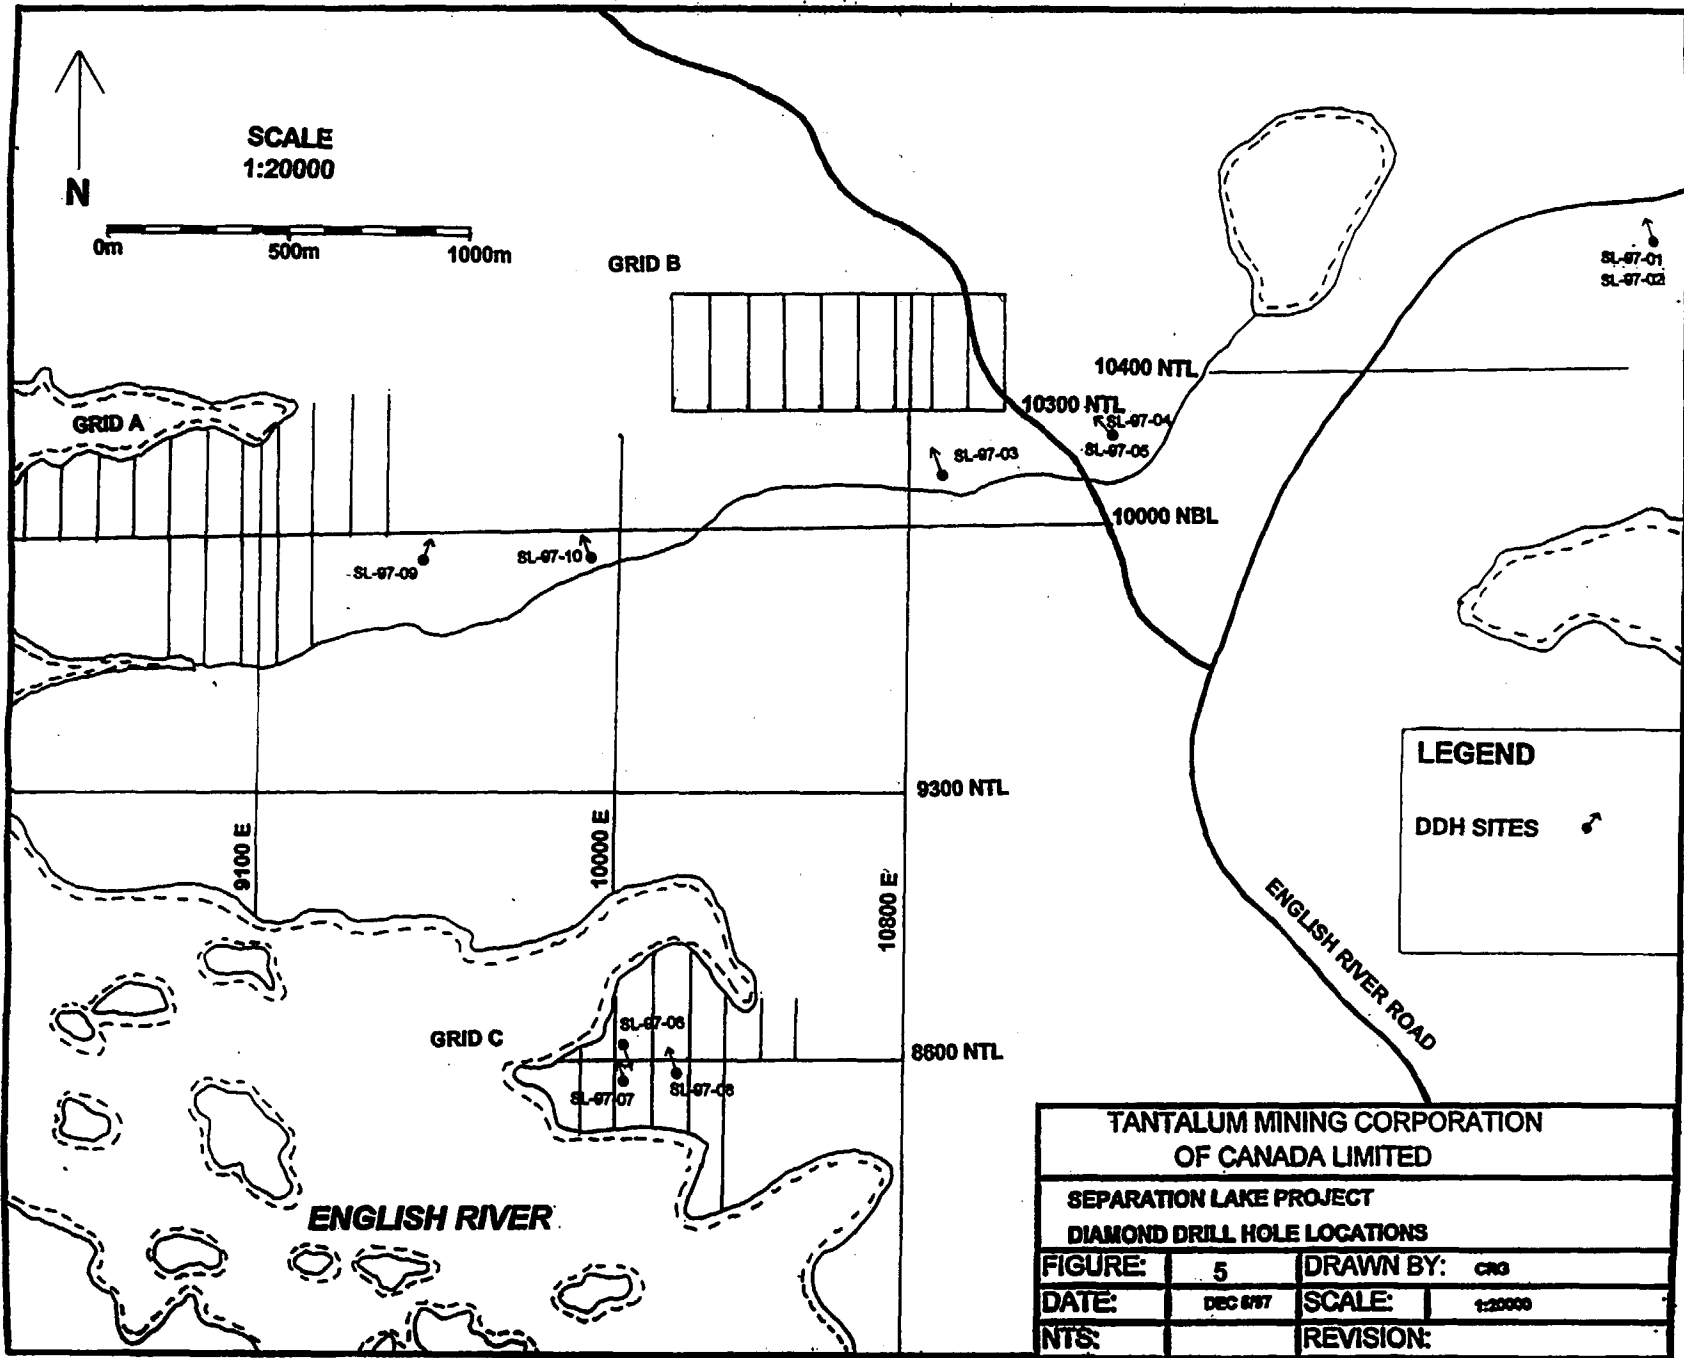 SCALE
1:20000
N
0m 500m 1000m
GRID B
SL-97-01
SL-97-02
10400 NTL
10300 NTL
GRID A
SL-97-04
SL-97-05
SL-97-03
10000 NBL
SL-97-10
SL-97-09
LEGEND
9300 NTL
DDH SITES
9100 E
10000 E
10800 E
ENGLISH RIVER ROAD
GRID C
SL-97-06
8600 NTL
SL-97-07
SL-97-08
ENGLISH RIVER
TANTALUM MINING CORPORATION
OF CANADA LIMITED
SEPARATION LAKE PROJECT
DIAMOND DRILL HOLE LOCATIONS
FIGURE: 5 DRAWN BY: CRG
DATE: DEC SCALE: 1:20000
NTS: REVISION: